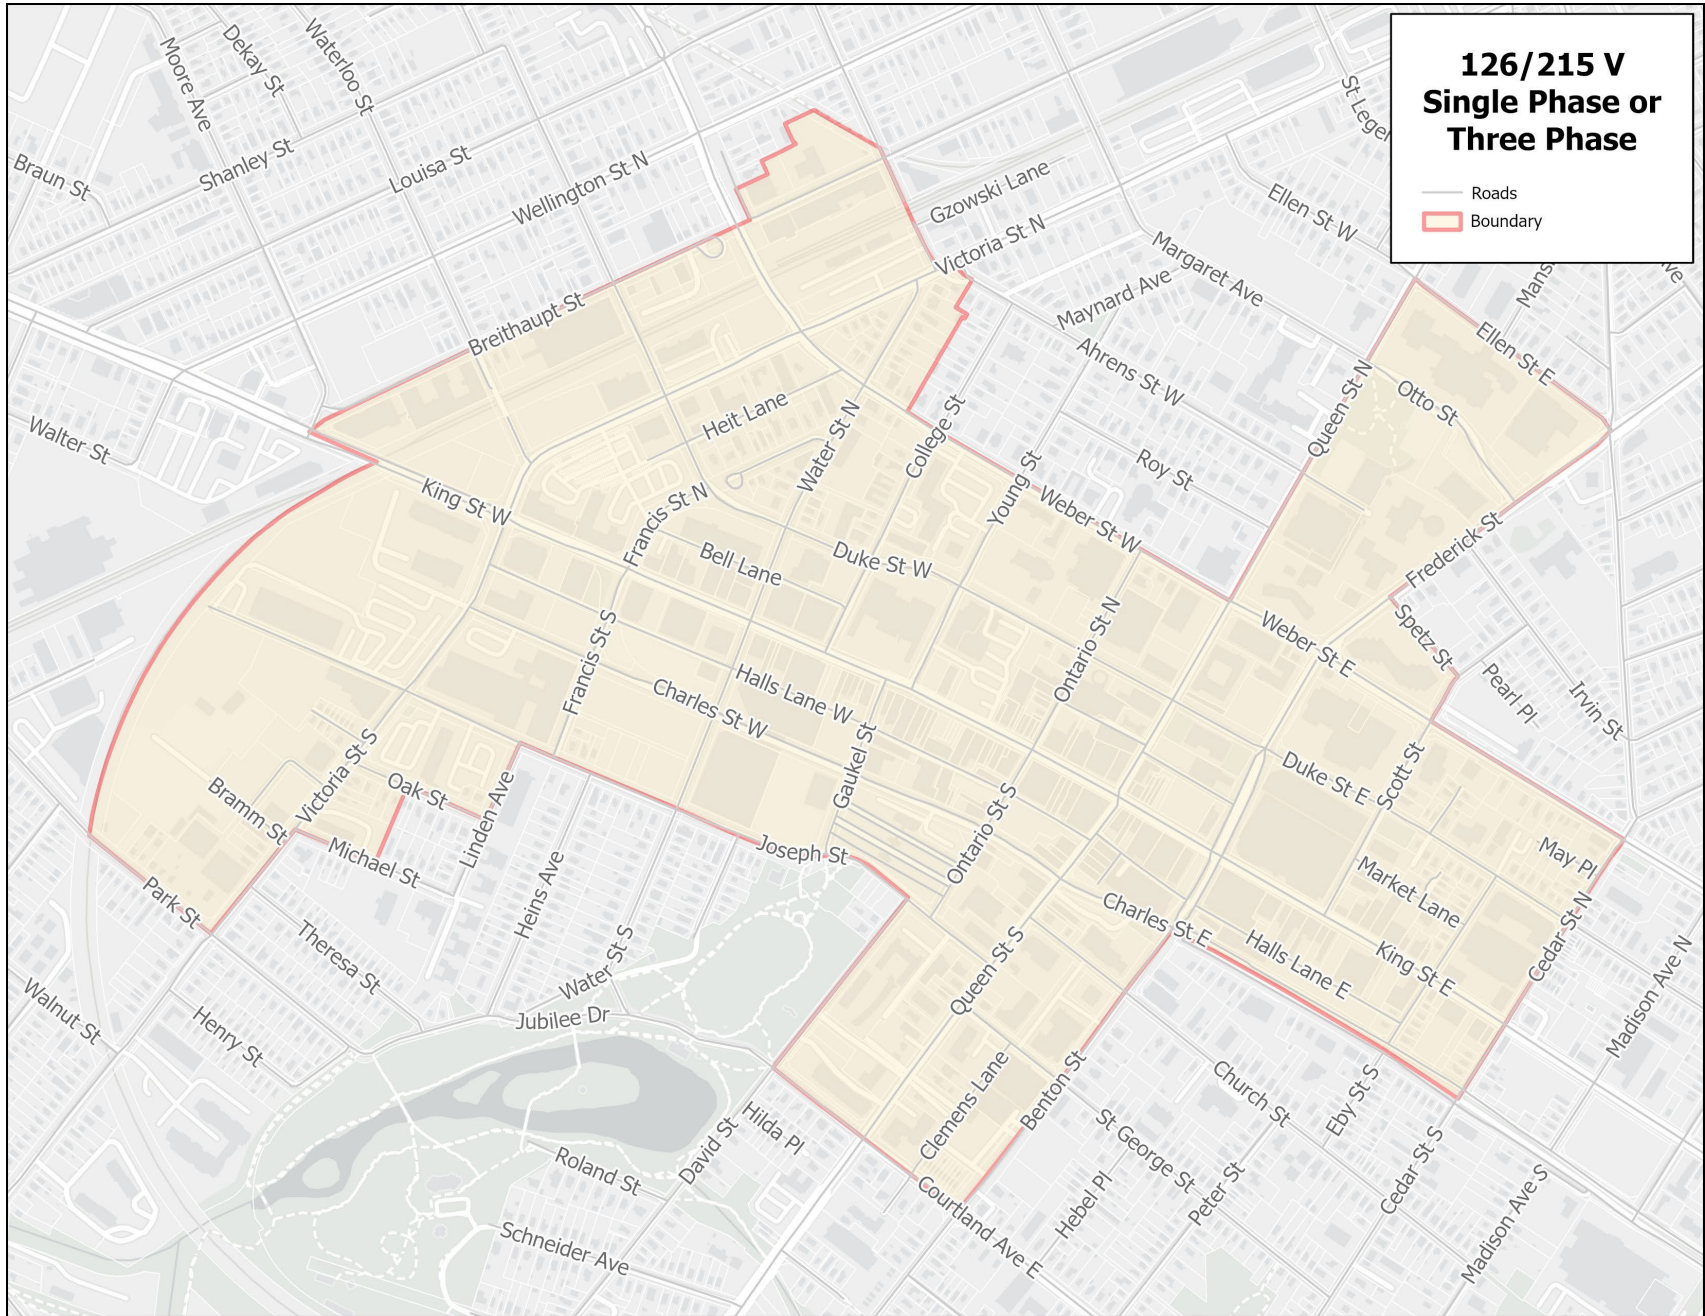 126/215 V
Single Phase or
Three Phase
Roads
Boundary
Moore Ave
Dekay St
Waterloo St
Braun St
Shanley St
Louisa St
Wellington St N
Gzowski Lane
Victoria St N
Ellen St W
Margaret Ave
Maynard Ave
Ahrens St W
Breithaupt St
Ellen St E
Otto St
Queen St N
Walter St
Heit Lane
Water St N
College St
Roy St
King St W
Francis St N
Young St
Weber St W
Bell Lane
Duke St W
Frederick St
Ontario St N
Weber St E
Spetz St
Pearl Pl
Irvin St
Francis St S
Halls Lane W
Charles St W
Gaukel St
Victoria St S
Oak St
Bramm St
Linden Ave
Michael St
Joseph St
Ontario St S
Duke St E
Scott St
May Pl
Market Lane
Park St
Heins Ave
Charles St E
Halls Lane E
King St E
Cedar St N
Madison Ave N
Theresa St
Water St S
Queen St S
Walnut St
Henry St
Jubilee Dr
Clemens Lane
Benton St
Church St
Eby St S
Hilda Pl
David St
Roland St
St George St
Hebel Pl
Peter St
Cedar St S
Madison Ave S
Schneider Ave
Courtland Ave E